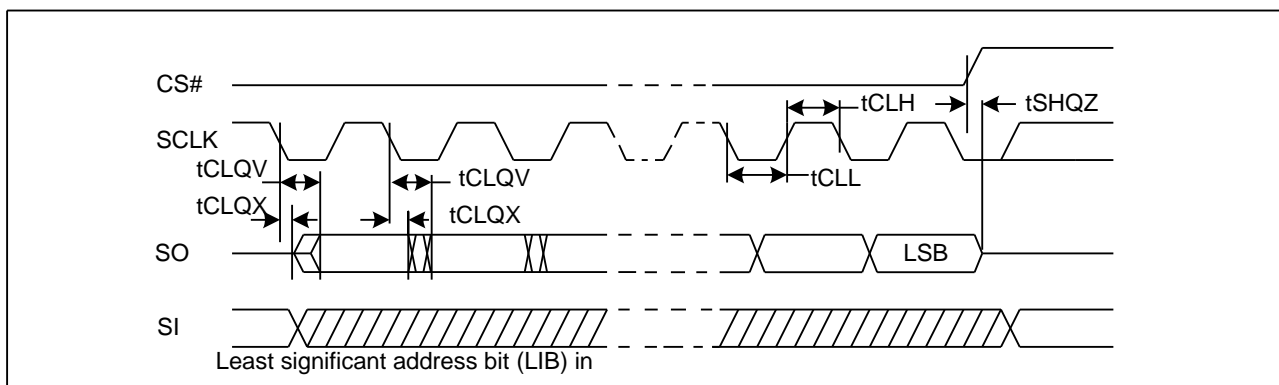 CS#
tCLH
tSHQZ
SCLK
tCLQV
tCLQV
tCLL
tCLQX
tCLQX
SO
LSB
SI
Least significant address bit (LIB) in